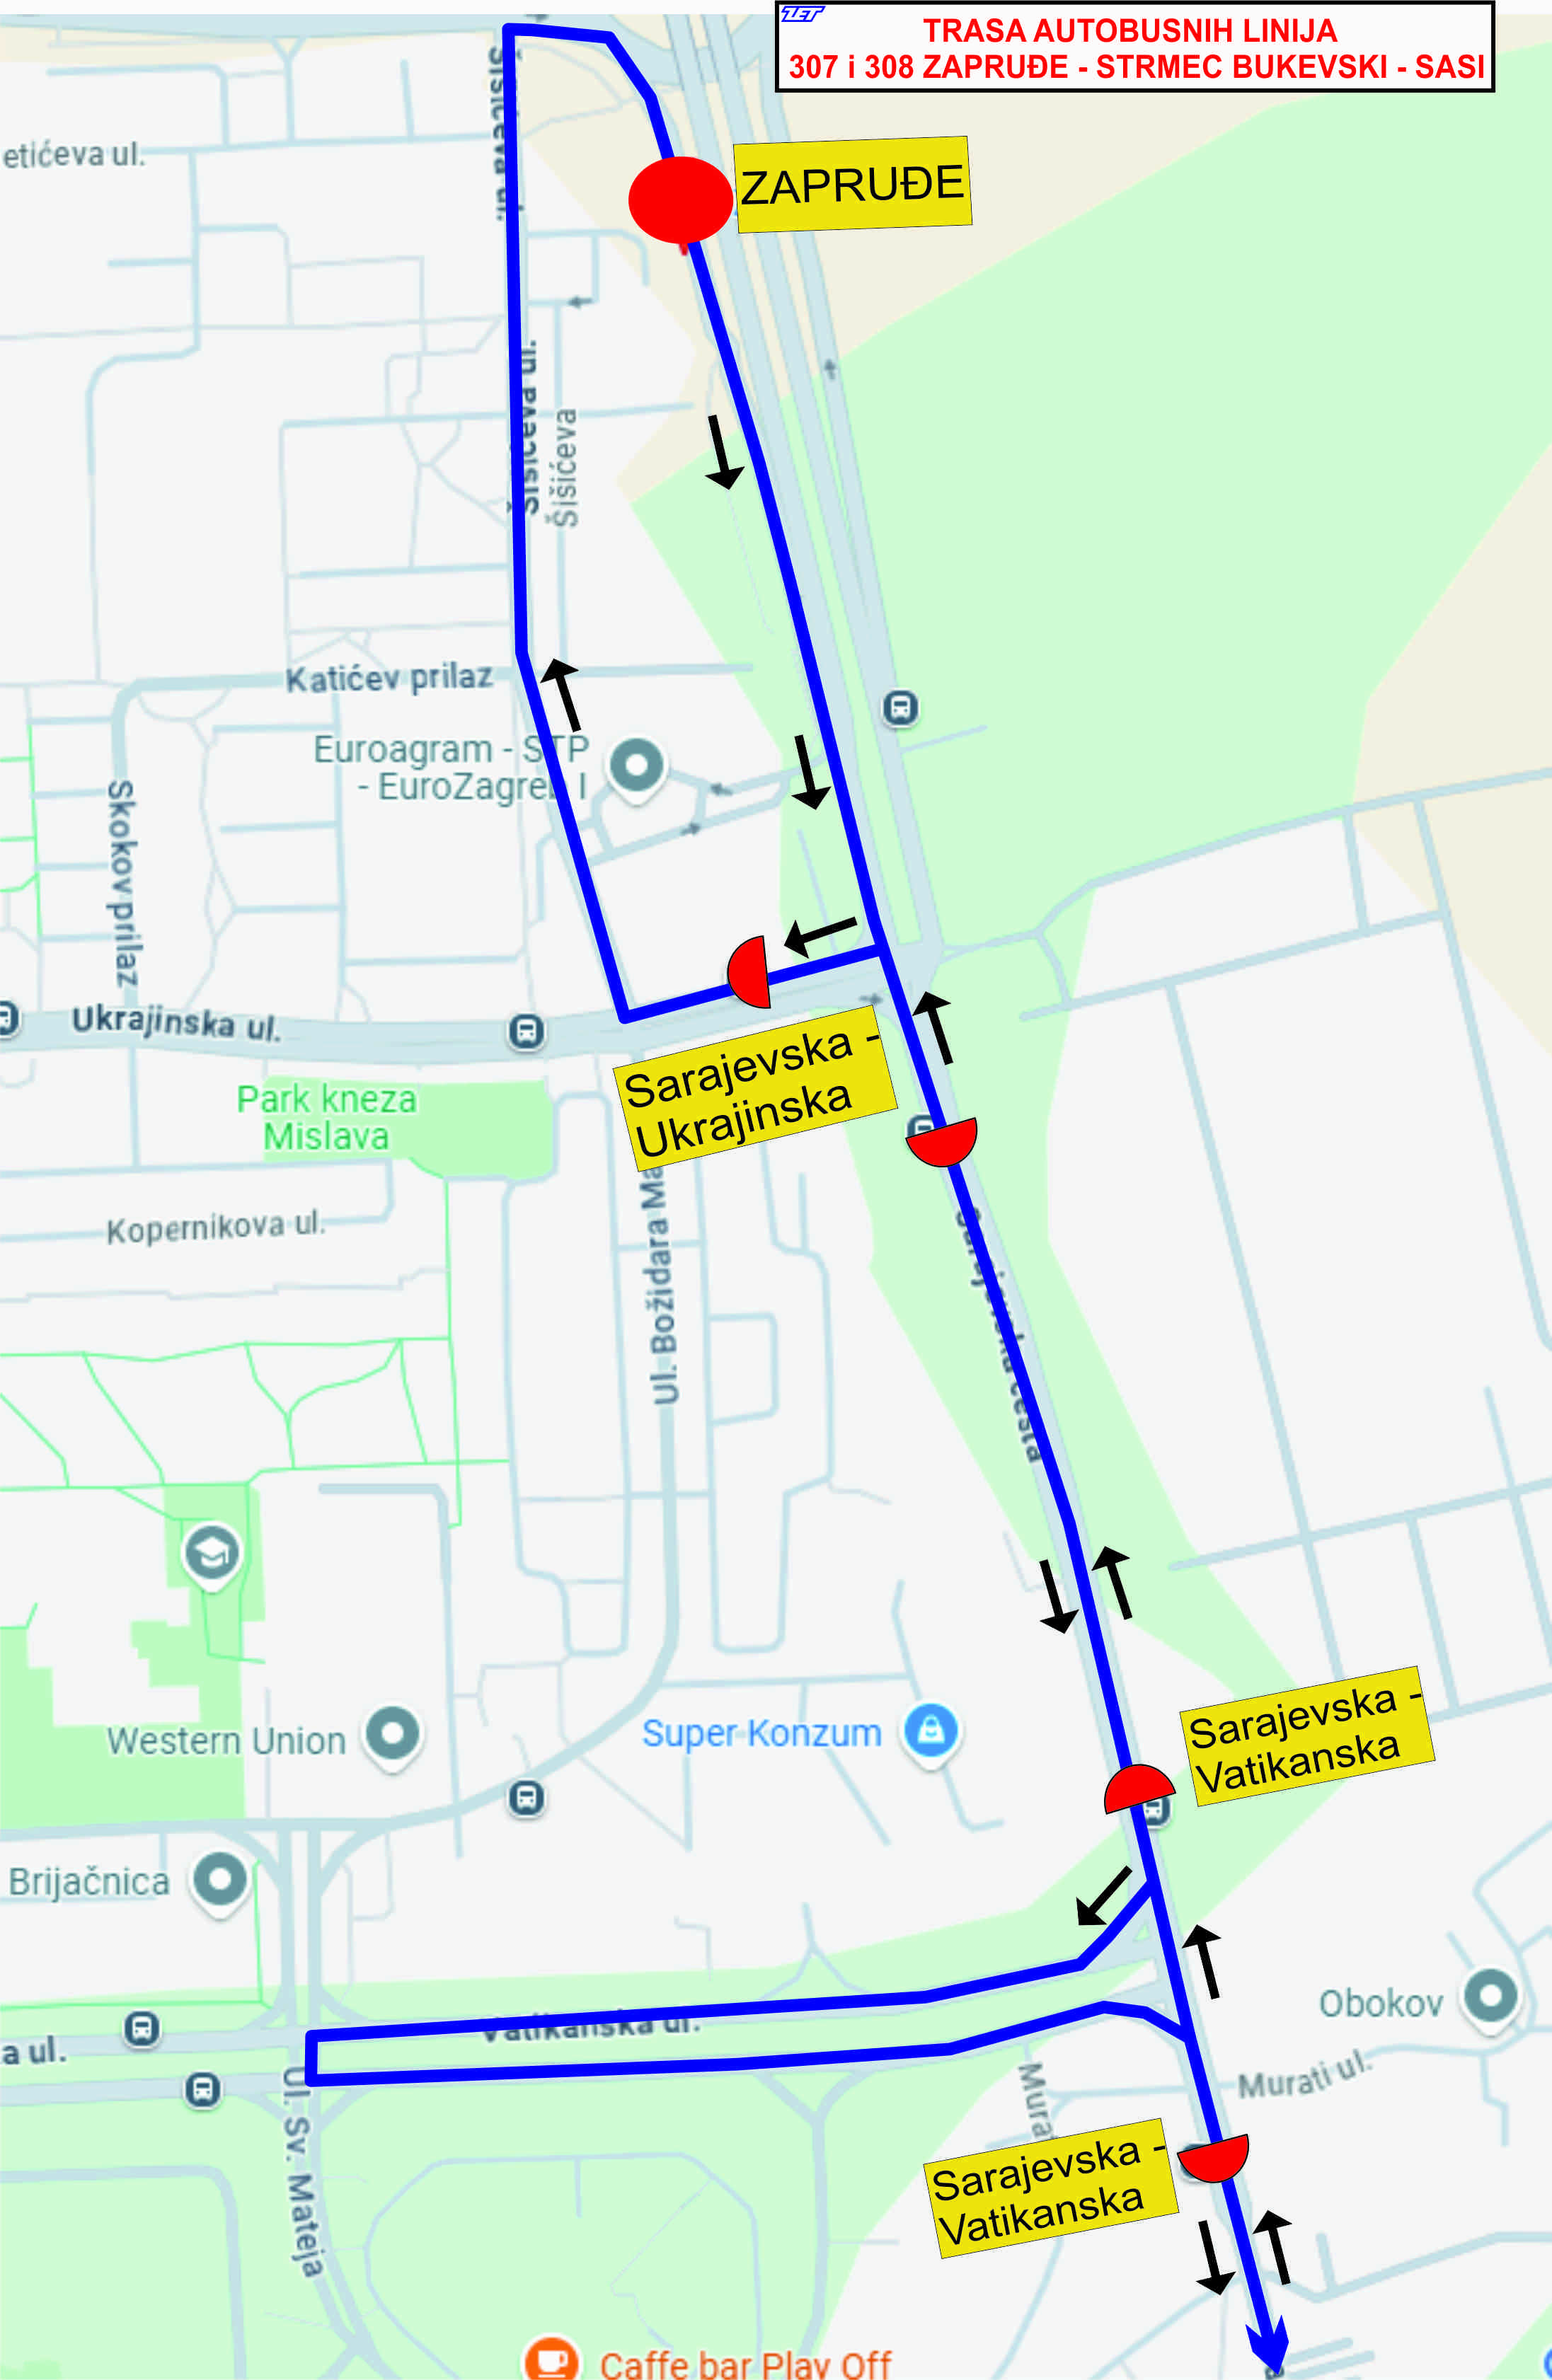 ZET
TRASA AUTOBUSNIH LINIJA
307 i 308 ZAPRUĐE - STRMEC BUKEVSKI - SASI
etićeva ul.
Šišićeva ul.
ZAPRUĐE
Šišićeva ul.
Šišićeva
Katićev prilaz
Euroagram - STP
- EuroZagreb I
Skokov prilaz
Ukrajinska ul.
Sarajevska -
Ukrajinska
Park kneza
Mislava
Kopernikova ul.
Ul. Božidara Ma
Sarajevska cesta
Western Union
Super Konzum
Sarajevska -
Vatikanska
Brijačnica
Vatikanska ul.
a ul.
Obokov
Murati ul.
Murat
Ul. Sv. Mateja
Sarajevska -
Vatikanska
Caffe bar Play Off